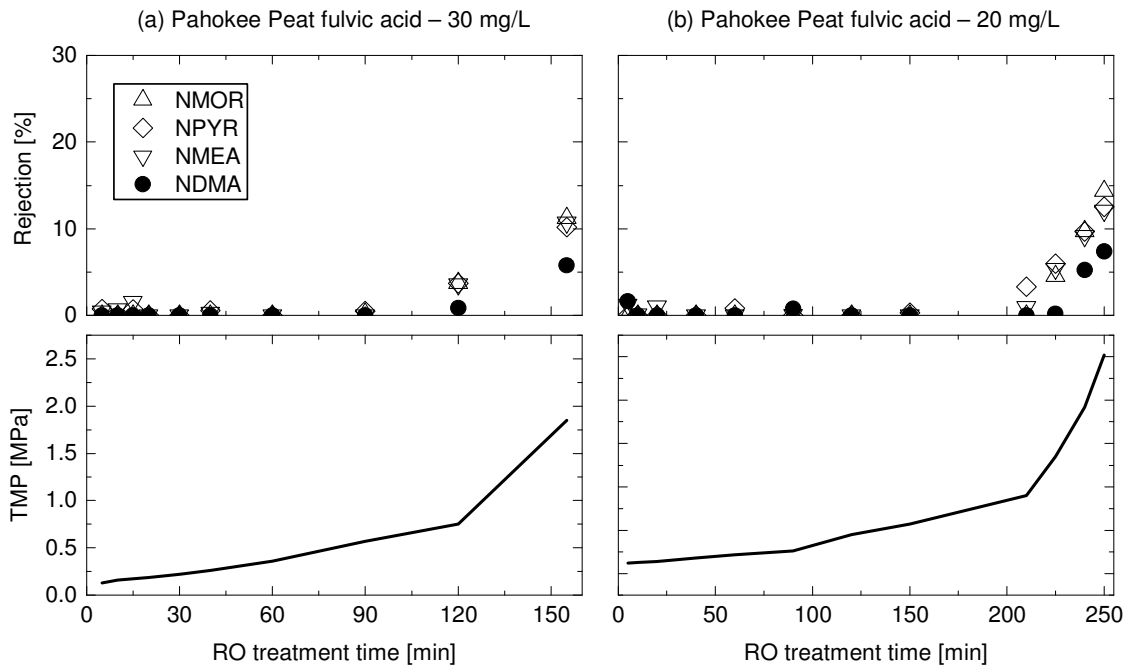 (a) Pahokee Peat fulvic acid – 30 mg/L
(b) Pahokee Peat fulvic acid – 20 mg/L
30
20
10
0
Rejection [%]
NMOR
NPYR
NMEA
NDMA
2.5
2.0
1.5
1.0
0.5
0.0
TMP [MPa]
0 30 60 90 120 150
0 50 100 150 200 250
RO treatment time [min]
RO treatment time [min]